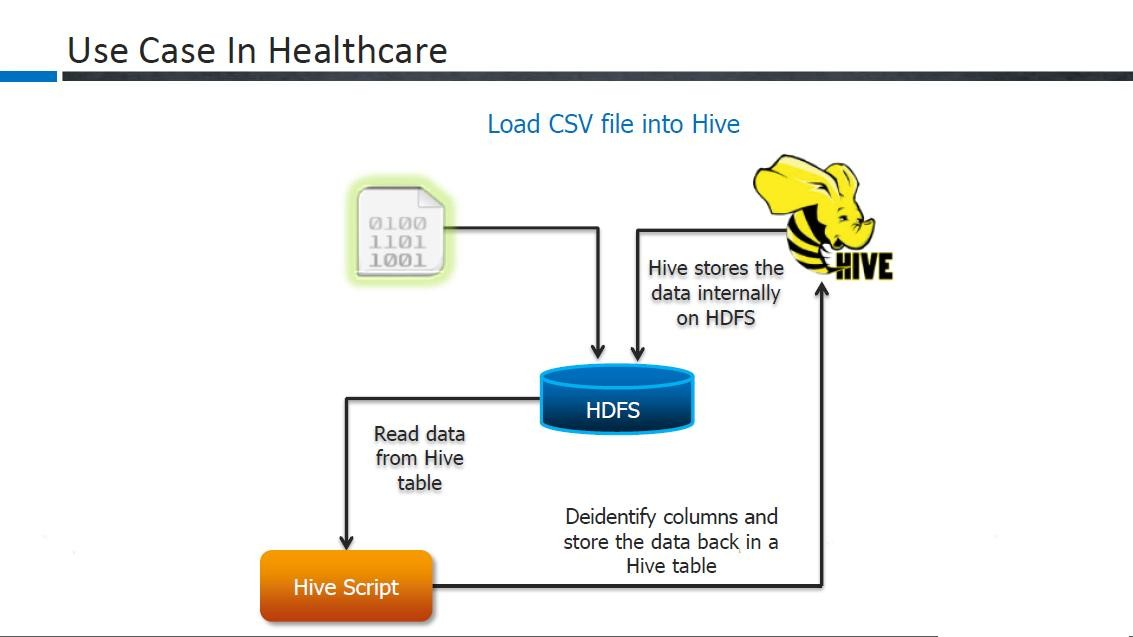 Use Case In Healthcare
Load CSV file into Hive
0100
1101
1001
HIVE
Hive stores the
data internally
on HDFS
HDFS
Read data
from Hive
table
Deidentify columns and
store the data back in a
Hive table
Hive Script